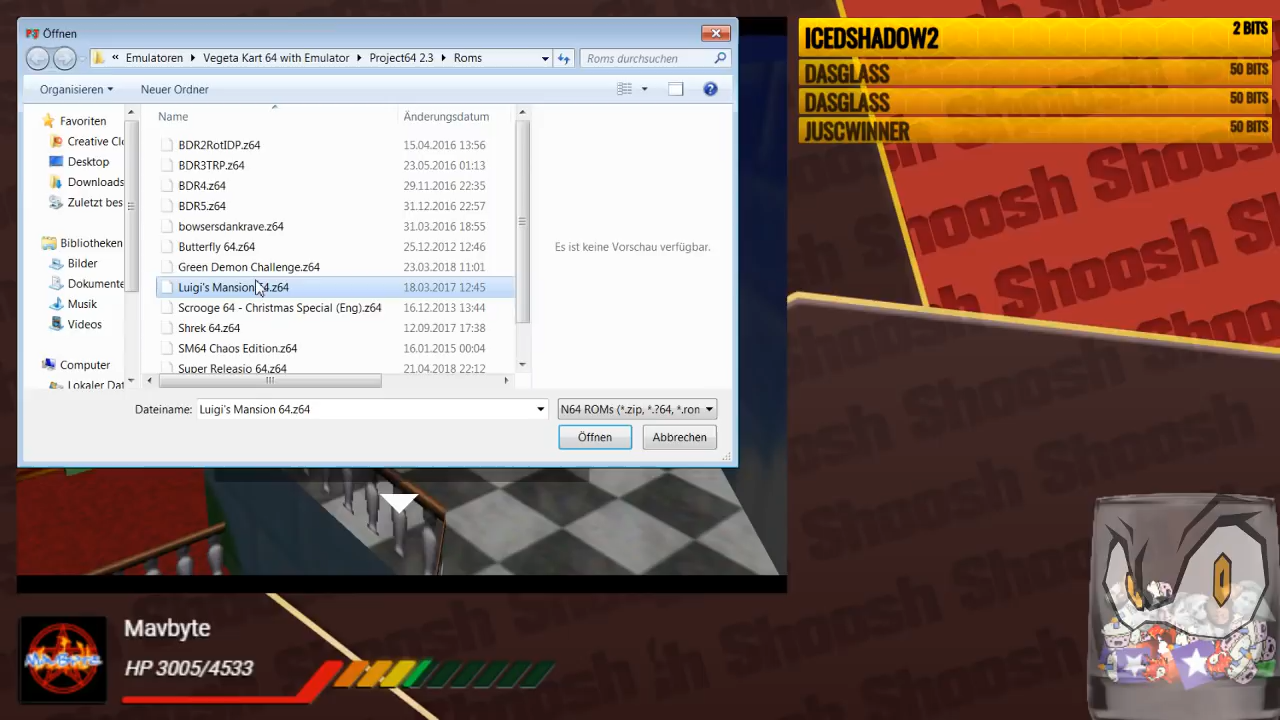 Öffnen
« Emulatoren Vegeta Kart 64 with Emulator Project64 2.3 Roms
Roms durchsuchen
Organisieren Neuer Ordner
Favoriten
Creative Clo
Desktop
Downloads
Zuletzt bes
Bibliotheken
Bilder
Dokumente
Musik
Videos
Computer
Lokaler Dat
Name Änderungsdatum
BDR2RotIDP.z64 15.04.2016 13:56
BDR3TRP.z64 23.05.2016 01:13
BDR4.z64 29.11.2016 22:35
BDR5.z64 31.12.2016 22:57
bowsersdankrave.z64 31.03.2016 18:55
Butterfly 64.z64 25.12.2012 12:46
Green Demon Challenge.z64 23.03.2018 11:01
Luigi's Mansion 64.z64 18.03.2017 12:45
Scrooge 64 - Christmas Special (Eng).z64 16.12.2013 13:44
Shrek 64.z64 12.09.2017 17:38
SM64 Chaos Edition.z64 16.01.2015 00:04
Super Releasio 64.z64 21.04.2018 22:12
Es ist keine Vorschau verfügbar.
Dateiname: Luigi's Mansion 64.z64
N64 ROMs (*.zip, *.?64, *.ron
Öffnen Abbrechen
ICEDSHADOW2 2 BITS
DASGLASS 50 BITS
DASGLASS 50 BITS
JUSCWINNER 50 BITS
Shoosh Shoosh
Shoosh Shoosh
Shoosh Shoosh
Mavbyte
HP 3005/4533